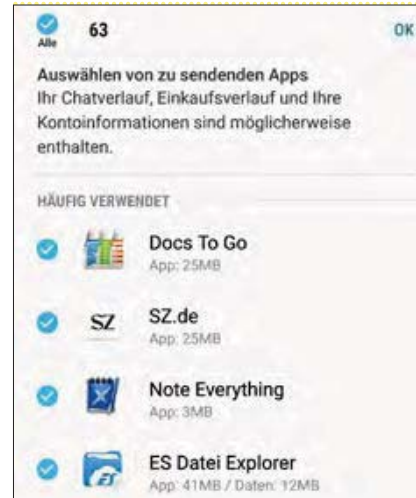 63 OK
Alle
Auswählen von zu sendenden Apps
Ihr Chatverlauf, Einkaufsverlauf und Ihre
Kontoinformationen sind möglicherweise
enthalten.
HÄUFIG VERWENDET
Docs To Go
App: 25MB
SZ SZ.de
App: 25MB
Note Everything
App: 3MB
ES ES Datei Explorer
App: 41MB / Daten: 12MB